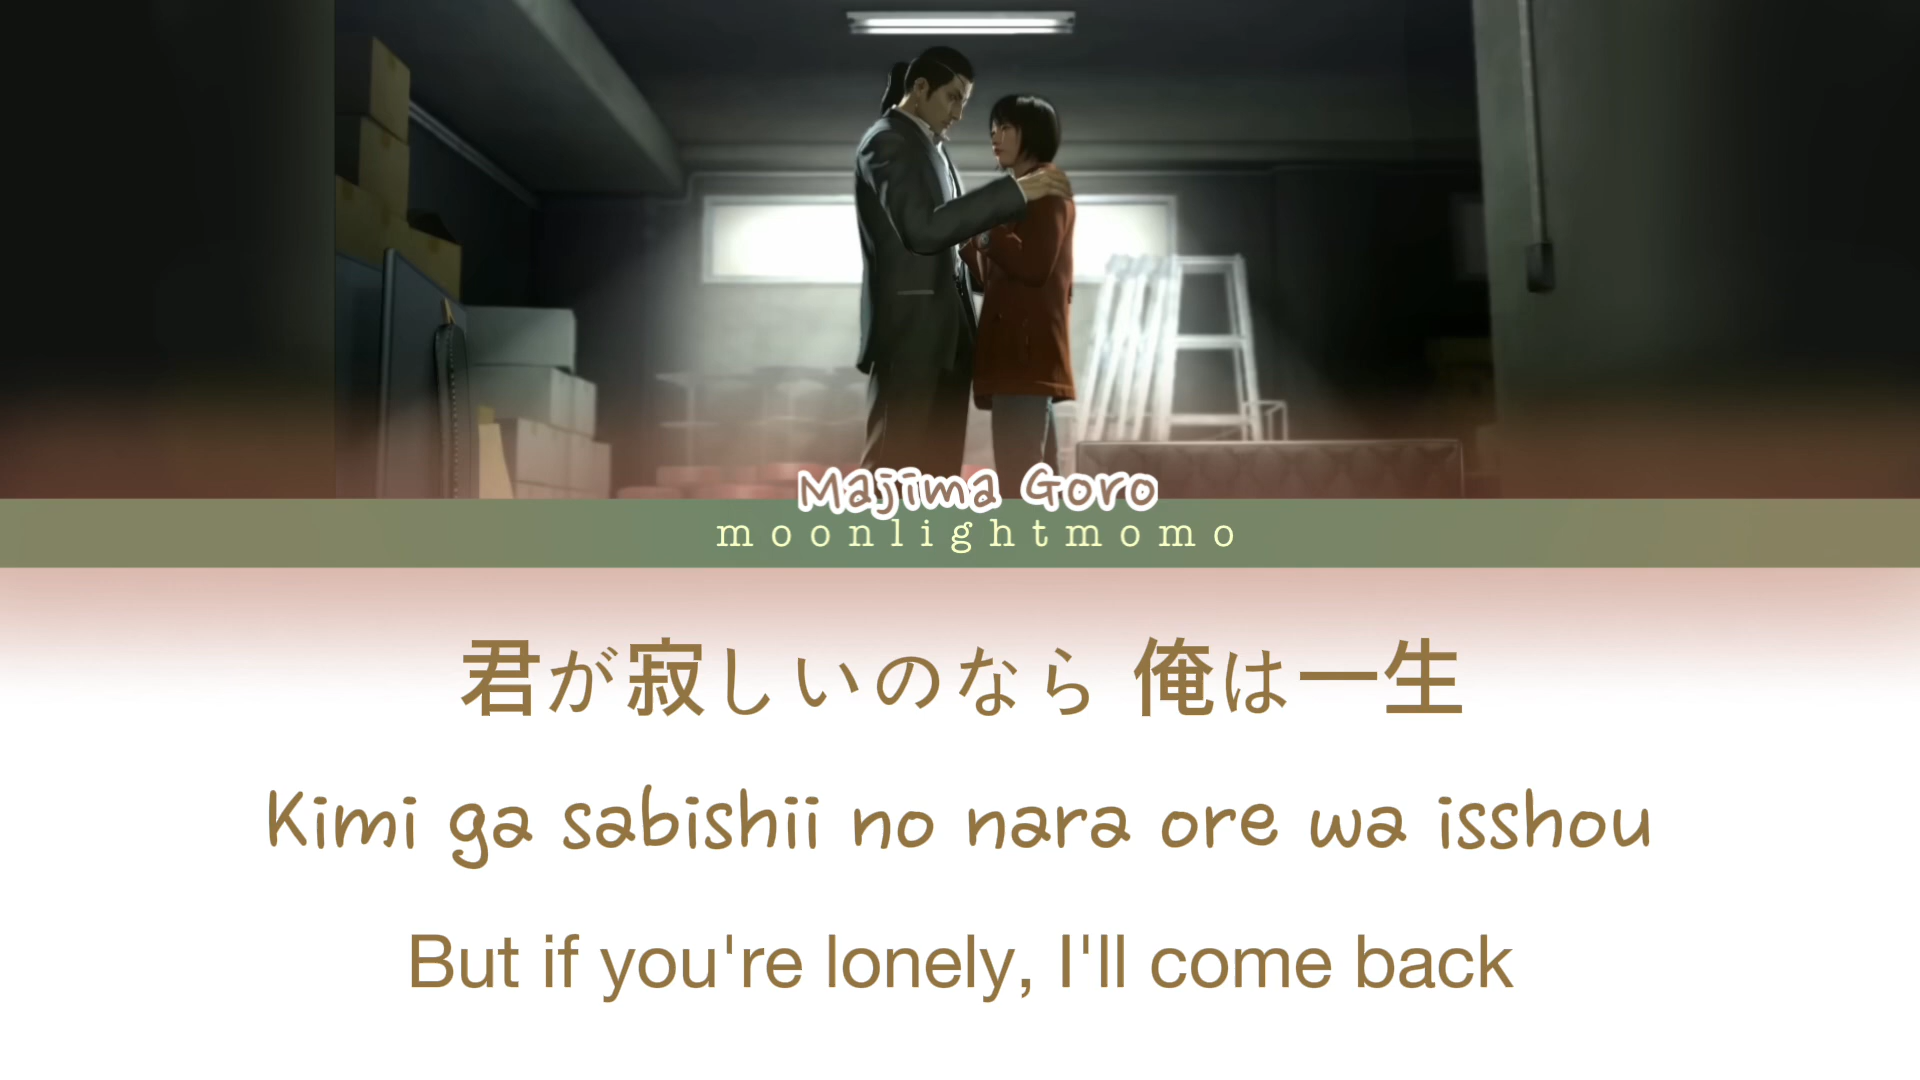 Majima Goro
moonlightmomo
君が寂しいのなら 俺は一生
Kimi ga sabishii no nara ore wa isshou
But if you're lonely, I'll come back